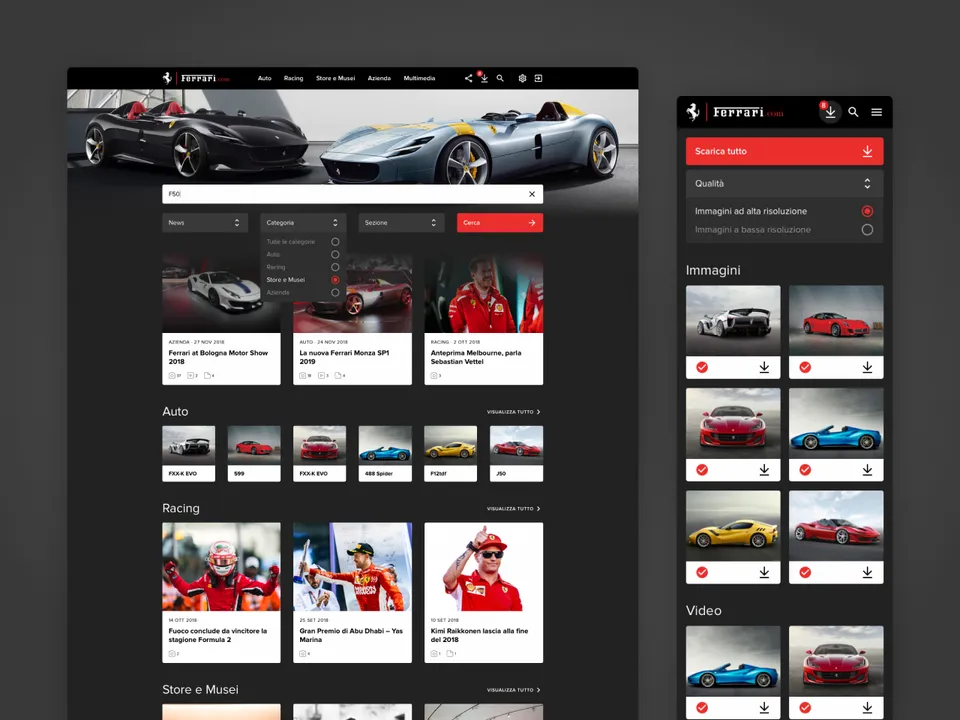 Ferrari.com
Auto
Racing
Store e Musei
Azienda
Multimedia
8
F50
News
Categoria
Sezione
Cerca
Tutte le categorie
Auto
Racing
Store e Musei
Aziende
AZIENDA · 27 NOV 2018
Ferrari at Bologna Motor Show
2018
37
2
4
AUTO · 24 NOV 2018
La nuova Ferrari Monza SP1
2019
18
3
6
RACING · 2 OTT 2018
Anteprima Melbourne, parla
Sebastian Vettel
3
Auto
VISUALIZZA TUTTO
FXX-K EVO
599
FXX-K EVO
488 Spider
F12tdf
J50
Racing
VISUALIZZA TUTTO
14 OTT 2018
Fuoco conclude da vincitore la
stagione Formula 2
2
25 SET 2018
Gran Premio di Abu Dhabi – Yas
Marina
4
10 SET 2018
Kimi Raikkonen lascia alla fine
del 2018
1
1
Store e Musei
VISUALIZZA TUTTO
Ferrari.com
8
Scarica tutto
Qualità
Immagini ad alta risoluzione
Immagini a bassa risoluzione
Immagini
Video